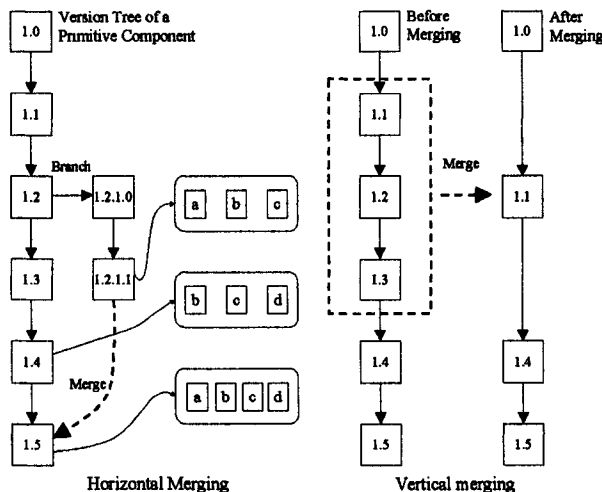 1.0
Version Tree of a
Primitive Component
1.1
Branch
1.2
1.2.1.0
a b c
1.3
1.2.1.1
b c d
1.4
Merge
a b c d
1.5
Horizontal Merging
1.0
Before
Merging
1.0
After
Merging
1.1
Merge
1.2
1.1
1.3
1.4
1.4
1.5
1.5
Vertical merging